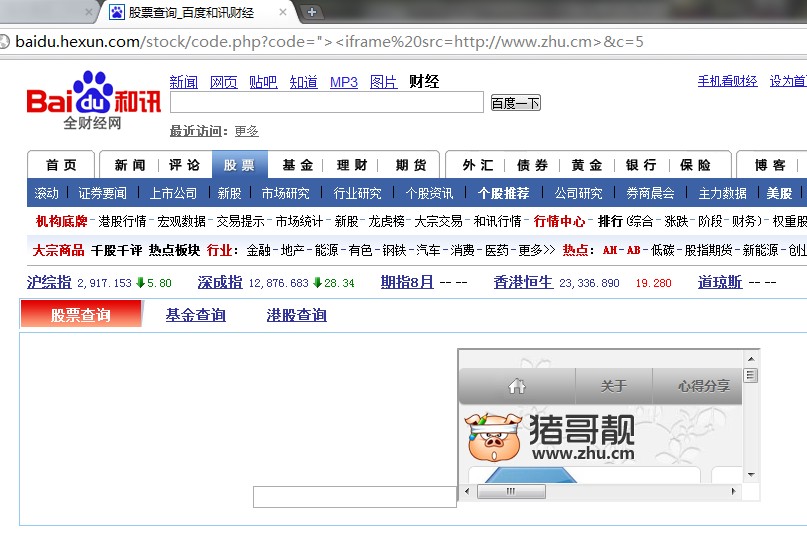 股票查询_百度和讯财经
baidu.hexun.com/stock/code.php?code="><iframe%20src=http://www.zhu.cm>&c=5
Bai du 和讯
全财经网
新闻 网页 贴吧 知道 MP3 图片 财经
手机看财经 设为首
百度一下
最近访问：更多
首页 新闻 评论 股票 基金 理财 期货 外汇 债券 黄金 银行 保险 博客
滚动 证券要闻 上市公司 新股 市场研究 行业研究 个股资讯 个股推荐 公司研究 券商晨会 主力数据 美股
机构底牌-港股行情-宏观数据-交易提示-市场统计-新股-龙虎榜-大宗交易-和讯行情-行情中心-排行(综合-涨跌-阶段-财务)-权重股
大宗商品 千股千评 热点板块 行业：金融-地产-能源-有色-钢铁-汽车-消费-医药-更多>> 热点：AH-AB-低碳-股指期货-新能源-创业
沪综指 2,917.153 ↓5.80 深成指 12,876.683 ↓28.34 期指8月 -- -- 香港恒生 23,336.890 19.280 道琼斯 -- --
股票查询 基金查询 港股查询
关于 心得分享
猪哥靓
www.zhu.cm